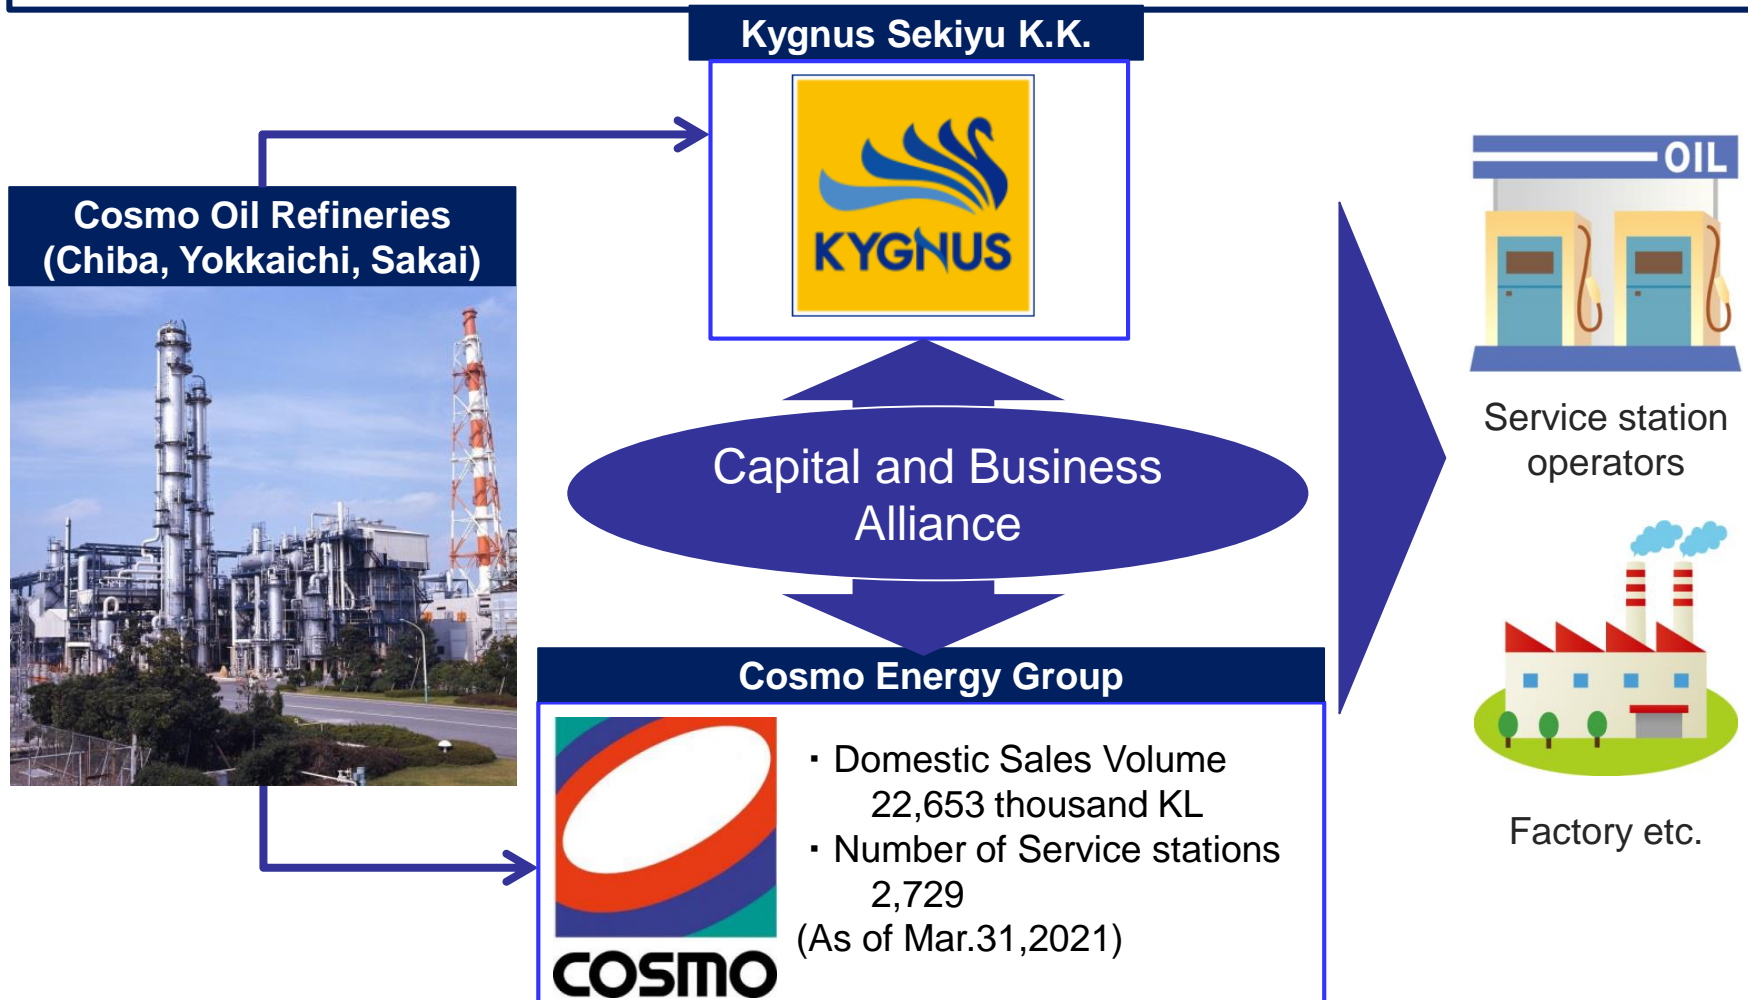 Kygnus Sekiyu K.K.
KYGNUS
OIL
Cosmo Oil Refineries
(Chiba, Yokkaichi, Sakai)
Capital and Business
Alliance
Service station
operators
Cosmo Energy Group
・Domestic Sales Volume
22,653 thousand KL
・Number of Service stations
2,729
(As of Mar.31,2021)
COSMO
Factory etc.